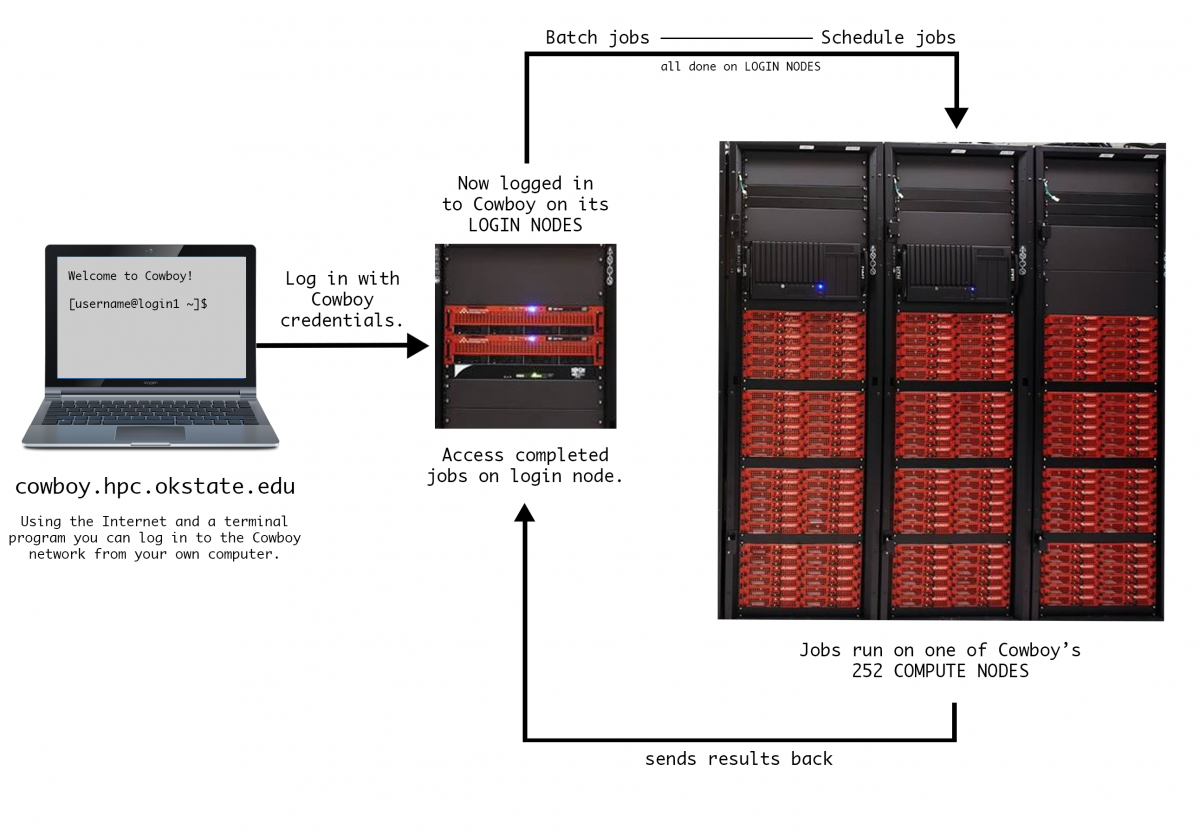 Batch jobs
Schedule jobs
all done on LOGIN NODES
Now logged in
to Cowboy on its
LOGIN NODES
Welcome to Cowboy!
[username@login1 ~]$
Log in with
Cowboy
credentials.
Access completed
jobs on login node.
cowboy.hpc.okstate.edu
Using the Internet and a terminal
program you can log in to the Cowboy
network from your own computer.
Jobs run on one of Cowboy’s
252 COMPUTE NODES
sends results back